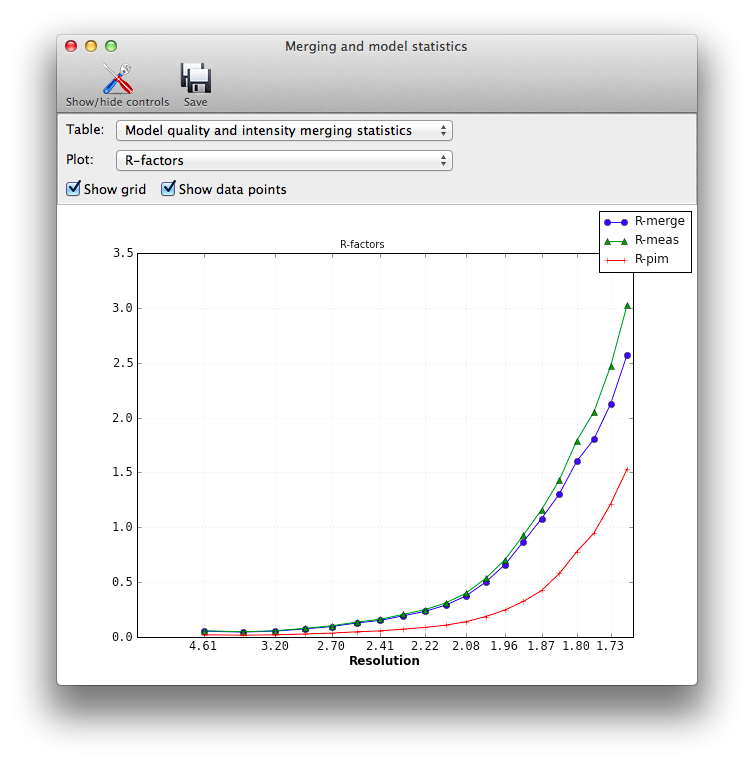 Merging and model statistics
Show/hide controls Save
Table: Model quality and intensity merging statistics
Plot: R-factors
Show grid Show data points
R-merge
R-meas
R-pim
R-factors
3.5
3.0
2.5
2.0
1.5
1.0
0.5
0.0
4.61 3.20 2.70 2.41 2.22 2.08 1.96 1.87 1.80 1.73
Resolution